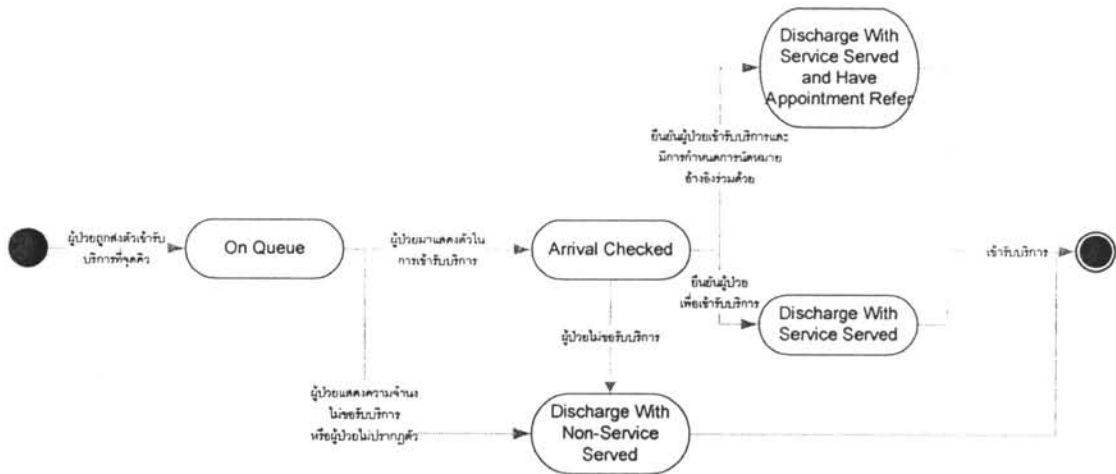 Discharge With
Service Served
and Have
Appointment Refer
ยืนยันผู้ป่วยเข้ารับบริการและ
มีการกำหนดการนัดหมาย
อ้างอิงร่วมด้วย
ผู้ป่วยถูกส่งตัวเข้ารับ
บริการที่จุดคิว
On Queue
ผู้ป่วยมาแสดงตัวใน
การเข้ารับบริการ
Arrival Checked
เข้ารับบริการ
ยืนยันผู้ป่วย
เพื่อเข้ารับบริการ
Discharge With
Service Served
ผู้ป่วยไม่ขอรับบริการ
ผู้ป่วยแสดงความจำนง
ไม่ขอรับบริการ
หรือผู้ป่วยไม่ปรากฏตัว
Discharge With
Non-Service
Served